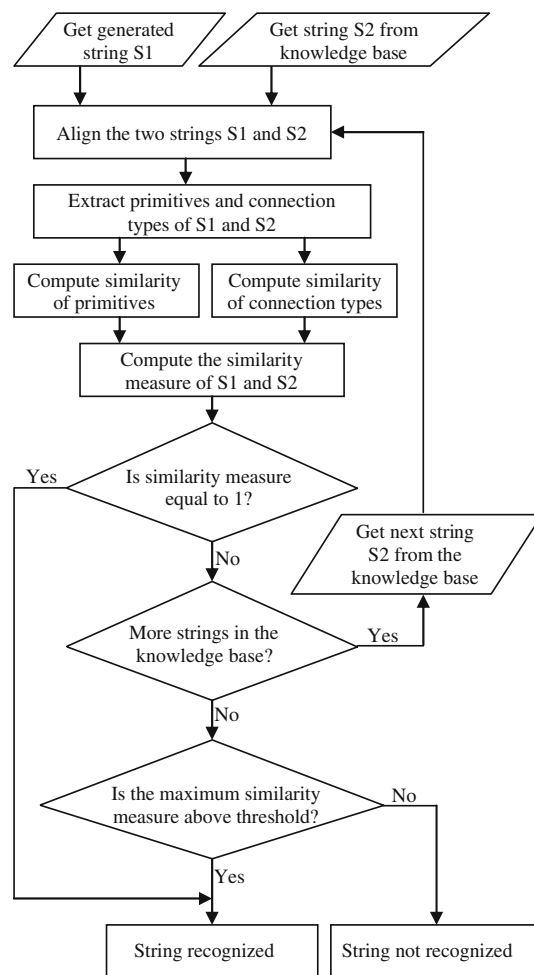 Get generated
string S1
Get string S2 from
knowledge base
Align the two strings S1 and S2
Extract primitives and connection
types of S1 and S2
Compute similarity
of primitives
Compute similarity
of connection types
Compute the similarity
measure of S1 and S2
Yes
Is similarity measure
equal to 1?
No
Get next string
S2 from the
knowledge base
More strings in the
knowledge base?
Yes
No
Is the maximum similarity
measure above threshold?
No
Yes
String recognized
String not recognized